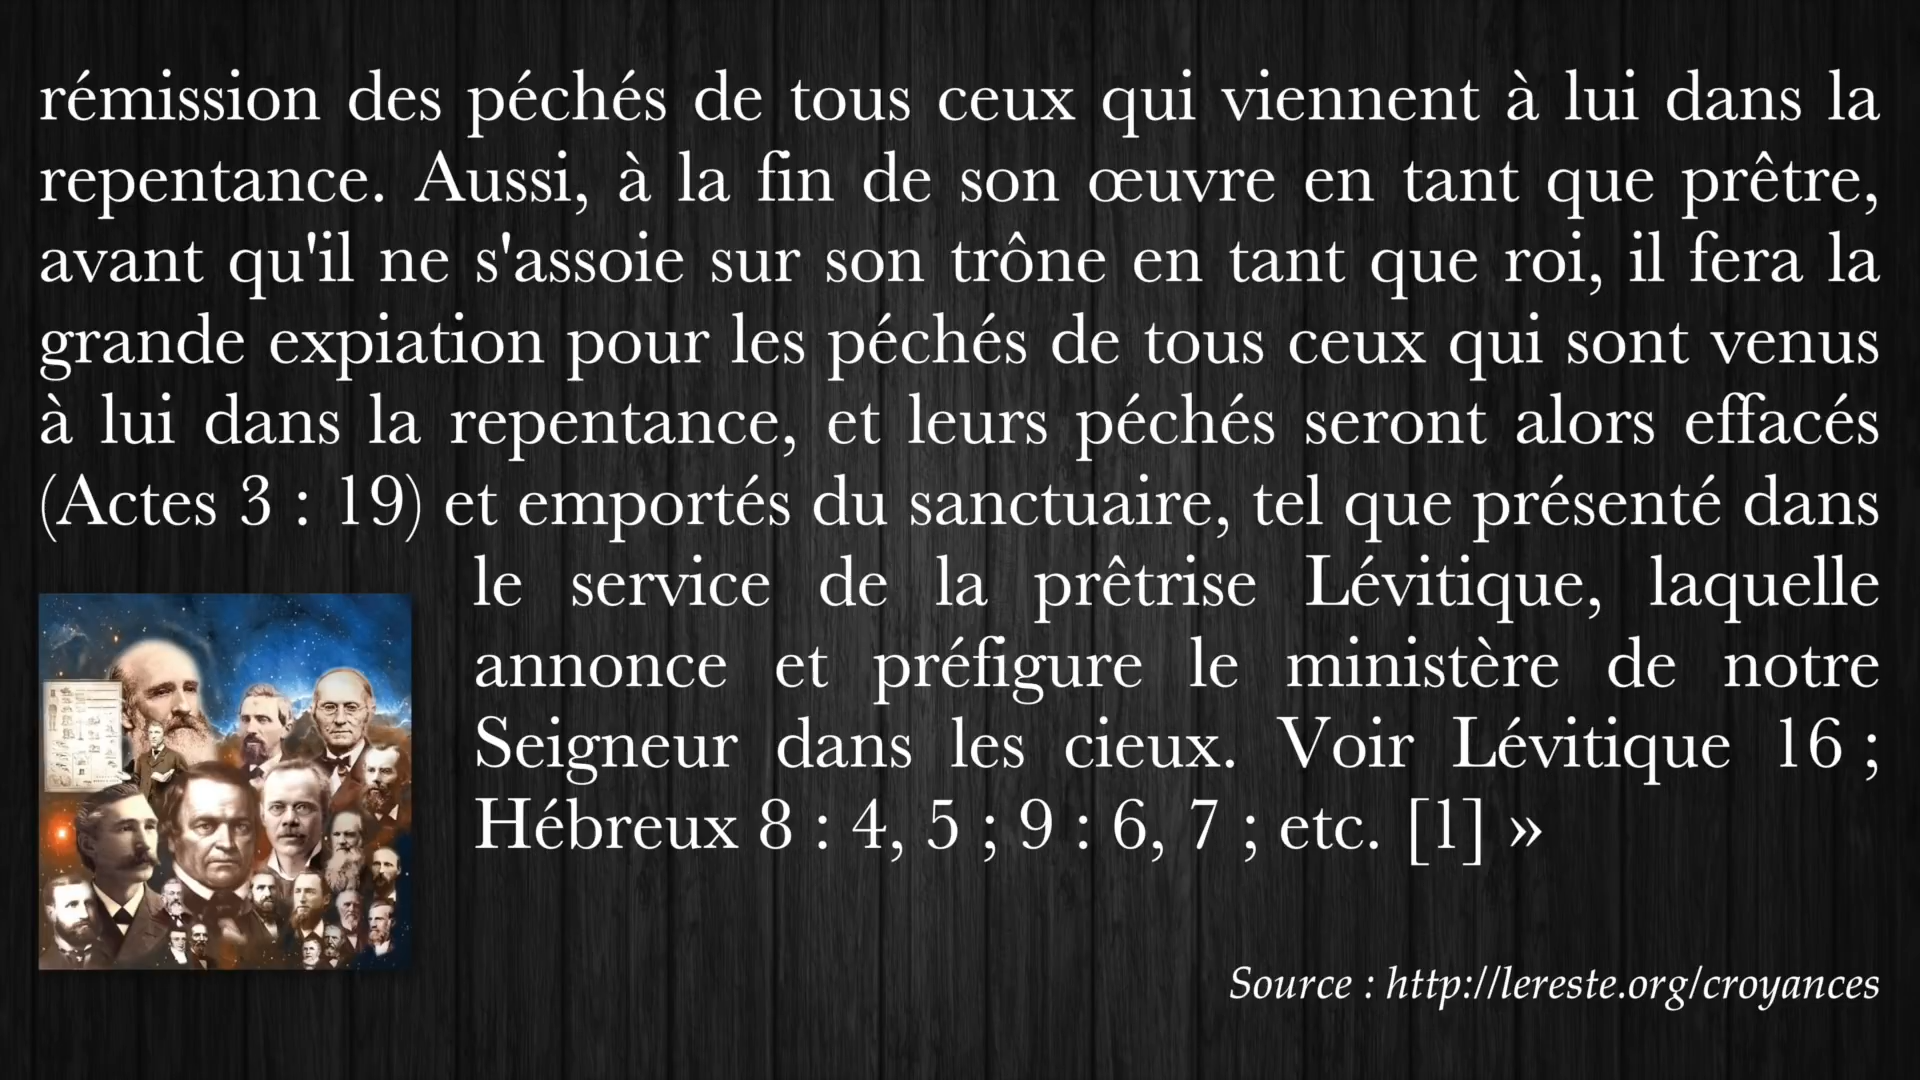 rémission des péchés de tous ceux qui viennent à lui dans la
repentance. Aussi, à la fin de son œuvre en tant que prêtre,
avant qu'il ne s'assoie sur son trône en tant que roi, il fera la
grande expiation pour les péchés de tous ceux qui sont venus
à lui dans la repentance, et leurs péchés seront alors effacés
(Actes 3 : 19) et emportés du sanctuaire, tel que présenté dans
le service de la prêtrise Lévitique, laquelle
annonce et préfigure le ministère de notre
Seigneur dans les cieux. Voir Lévitique 16 ;
Hébreux 8 : 4, 5 ; 9 : 6, 7 ; etc. [1] »
Source : http://lereste.org/croyances